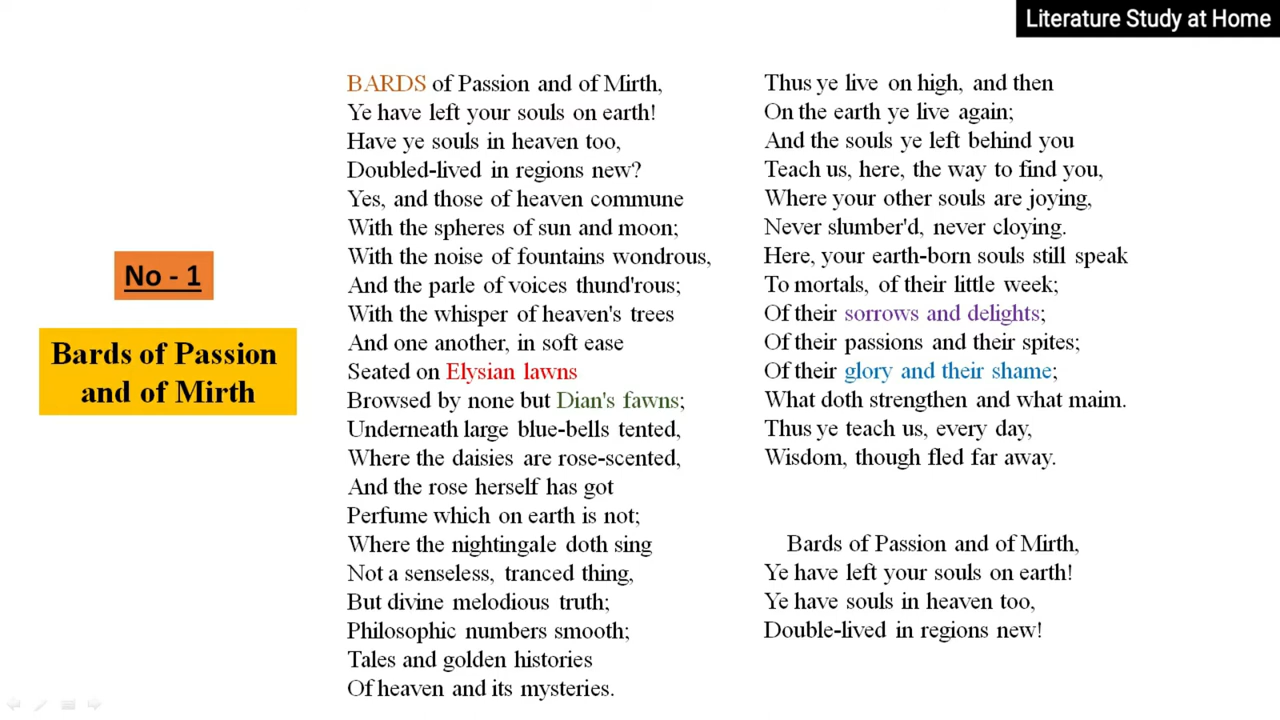 Literature Study at Home
No - 1
Bards of Passion
and of Mirth
BARDS of Passion and of Mirth,
Ye have left your souls on earth!
Have ye souls in heaven too,
Doubled-lived in regions new?
Yes, and those of heaven commune
With the spheres of sun and moon;
With the noise of fountains wondrous,
And the parle of voices thund'rous;
With the whisper of heaven's trees
And one another, in soft ease
Seated on Elysian lawns
Browsed by none but Dian's fawns;
Underneath large blue-bells tented,
Where the daisies are rose-scented,
And the rose herself has got
Perfume which on earth is not;
Where the nightingale doth sing
Not a senseless, tranced thing,
But divine melodious truth;
Philosophic numbers smooth;
Tales and golden histories
Of heaven and its mysteries.
Thus ye live on high, and then
On the earth ye live again;
And the souls ye left behind you
Teach us, here, the way to find you,
Where your other souls are joying,
Never slumber'd, never cloying.
Here, your earth-born souls still speak
To mortals, of their little week;
Of their sorrows and delights;
Of their passions and their spites;
Of their glory and their shame;
What doth strengthen and what maim.
Thus ye teach us, every day,
Wisdom, though fled far away.
Bards of Passion and of Mirth,
Ye have left your souls on earth!
Ye have souls in heaven too,
Double-lived in regions new!